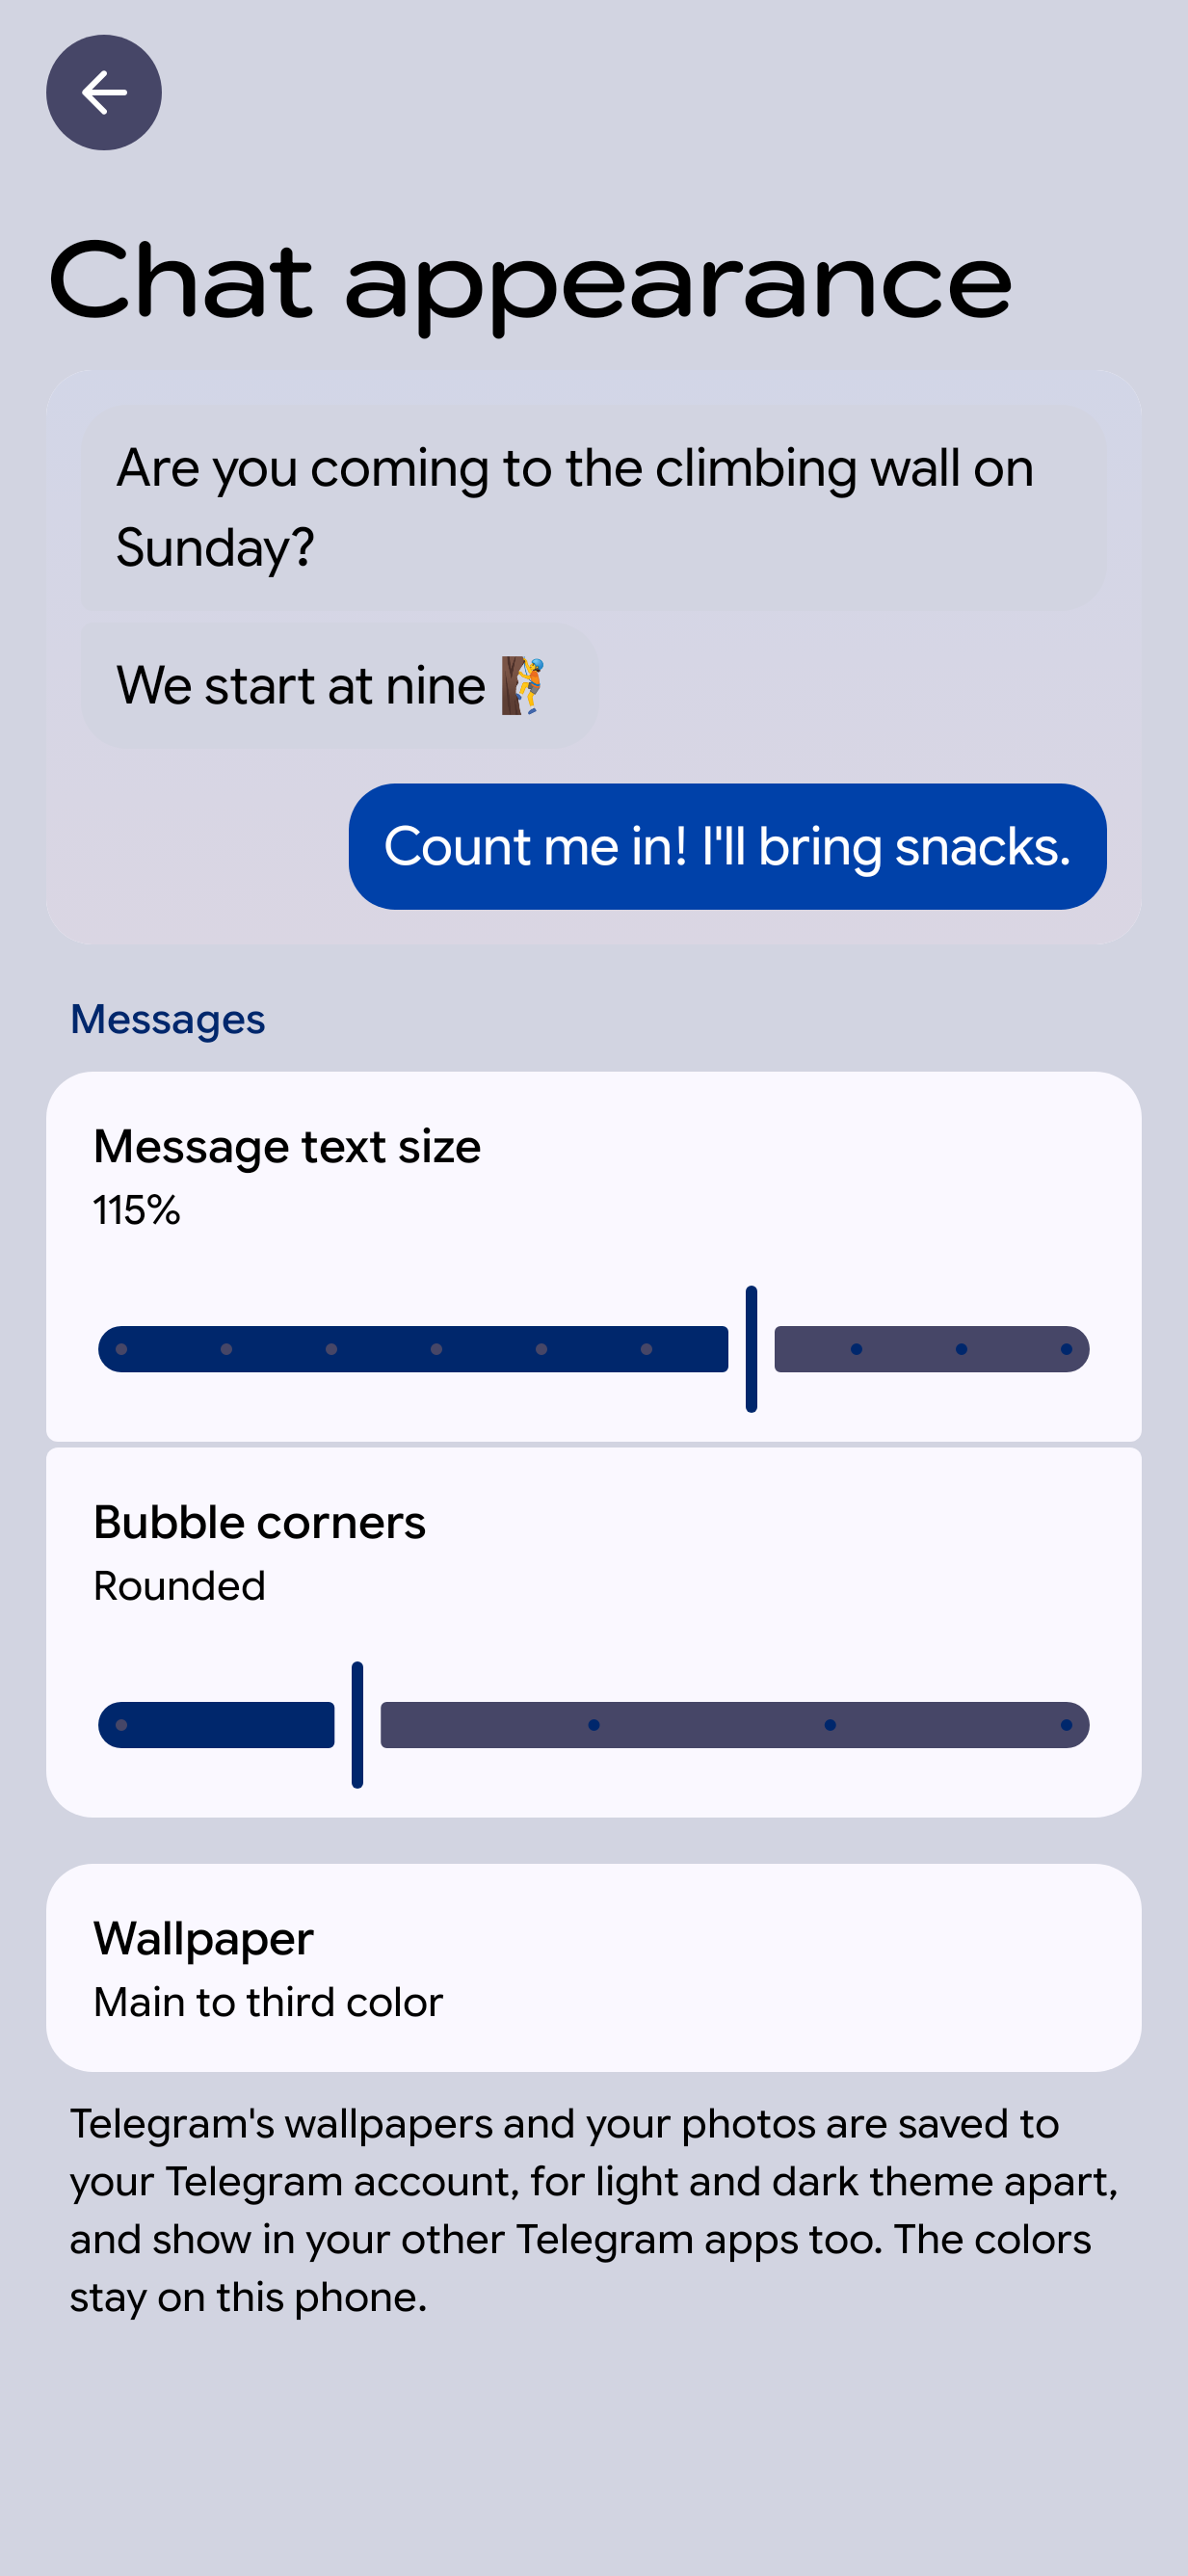 Chat appearance
Are you coming to the climbing wall on
Sunday?
We start at nine 🧗
Count me in! I'll bring snacks.
Messages
Message text size
115%
Bubble corners
Rounded
Wallpaper
Main to third color
Telegram's wallpapers and your photos are saved to
your Telegram account, for light and dark theme apart,
and show in your other Telegram apps too. The colors
stay on this phone.